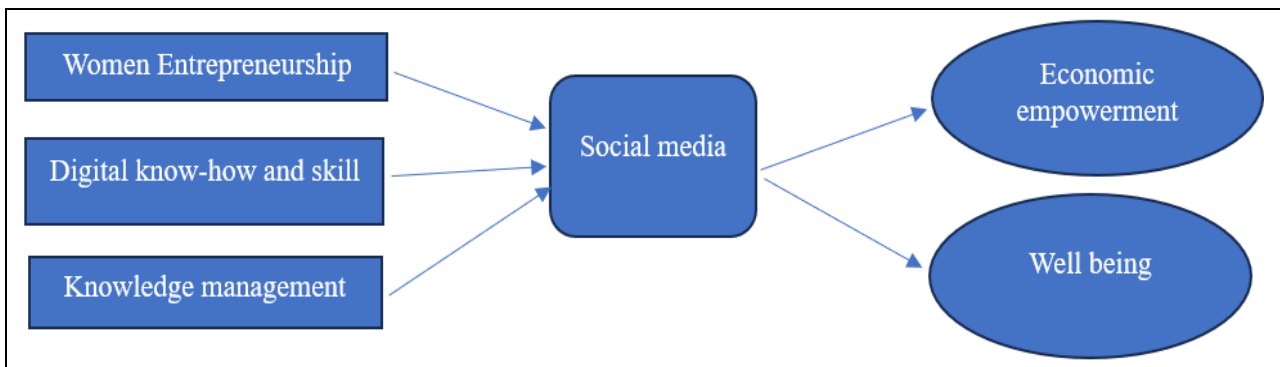 Women Entrepreneurship
Digital know-how and skill
Knowledge management
Social media
Economic
empowerment
Well being